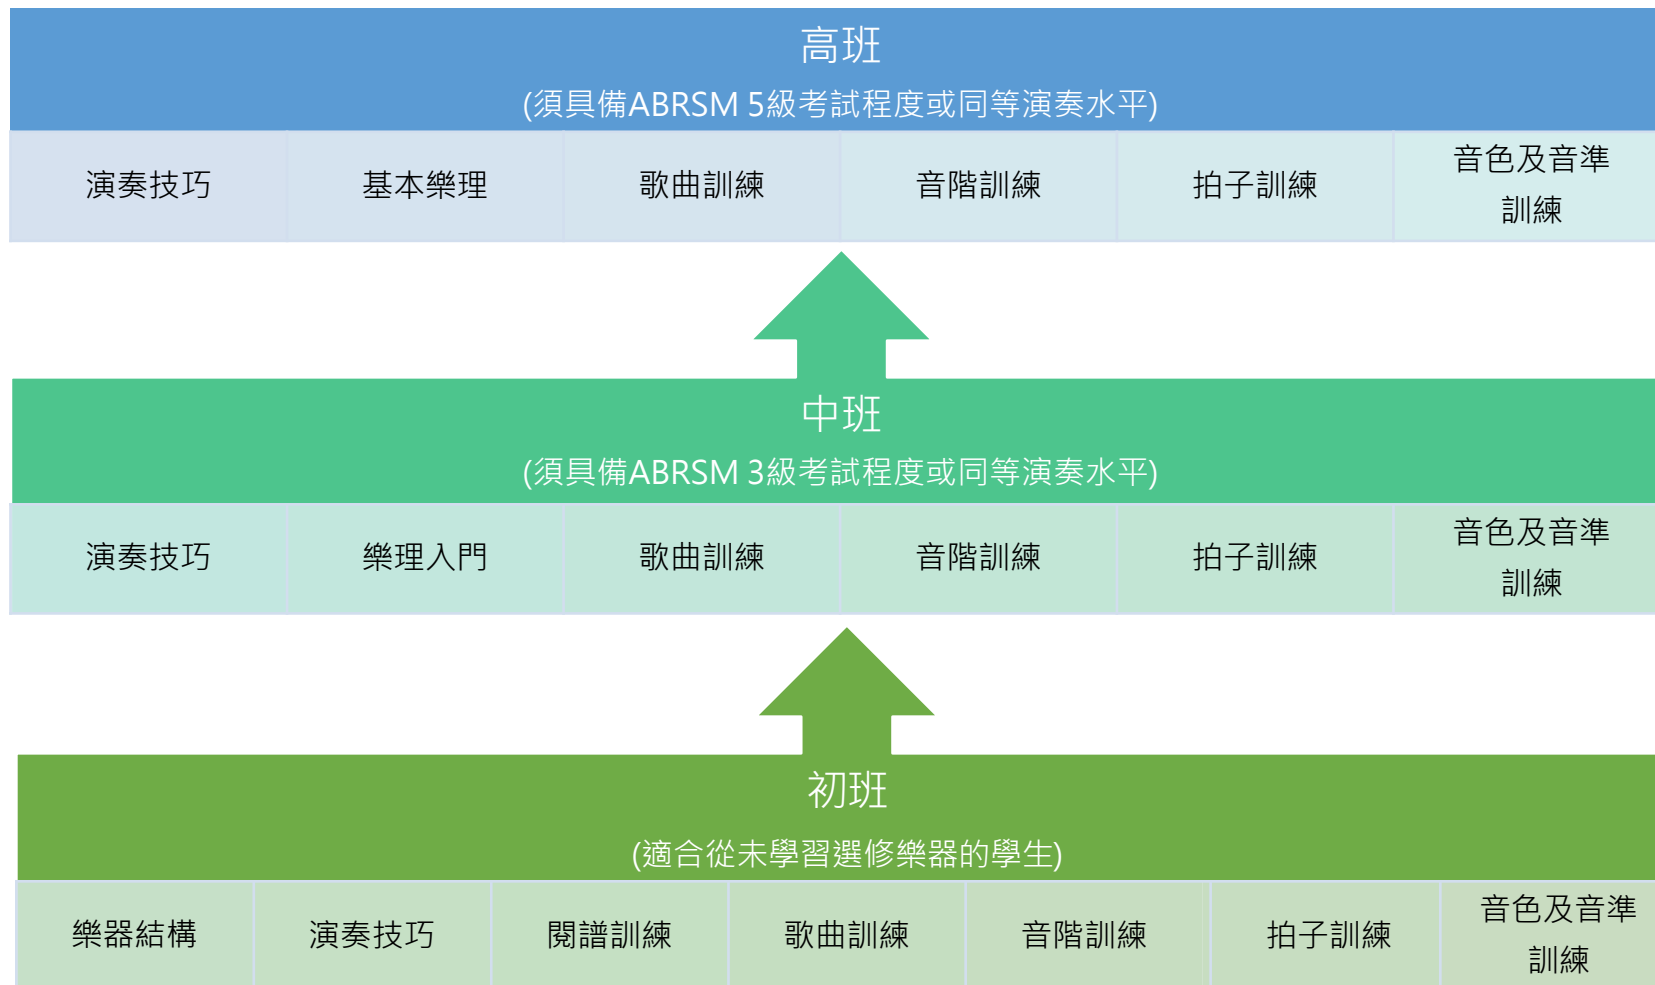 高班
(須具備ABRSM 5級考試程度或同等演奏水平)
演奏技巧
基本樂理
歌曲訓練
音階訓練
拍子訓練
音色及音準
訓練
中班
(須具備ABRSM 3級考試程度或同等演奏水平)
演奏技巧
樂理入門
歌曲訓練
音階訓練
拍子訓練
音色及音準
訓練
初班
(適合從未學習選修樂器的學生)
樂器結構
演奏技巧
閱譜訓練
歌曲訓練
音階訓練
拍子訓練
音色及音準
訓練